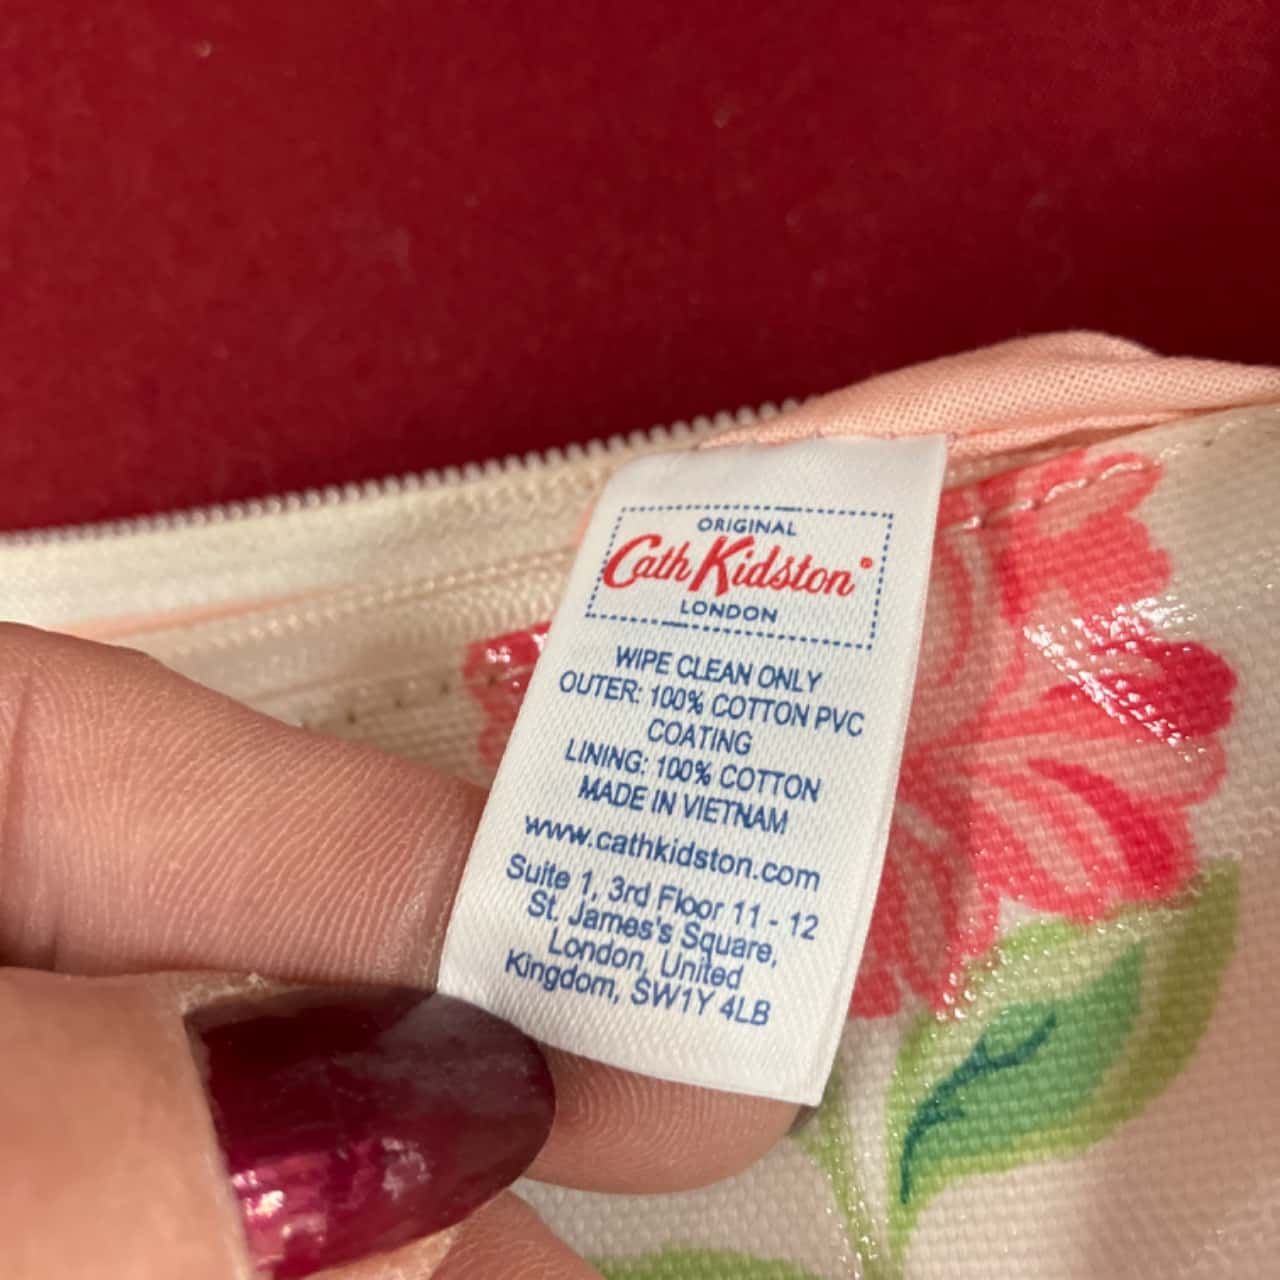 ORIGINAL
Cath Kidston®
LONDON
WIPE CLEAN ONLY
OUTER: 100% COTTON PVC
COATING
LINING: 100% COTTON
MADE IN VIETNAM
www.cathkidston.com
Suite 1, 3rd Floor 11 - 12
St. James's Square,
London, United
Kingdom, SW1Y 4LB